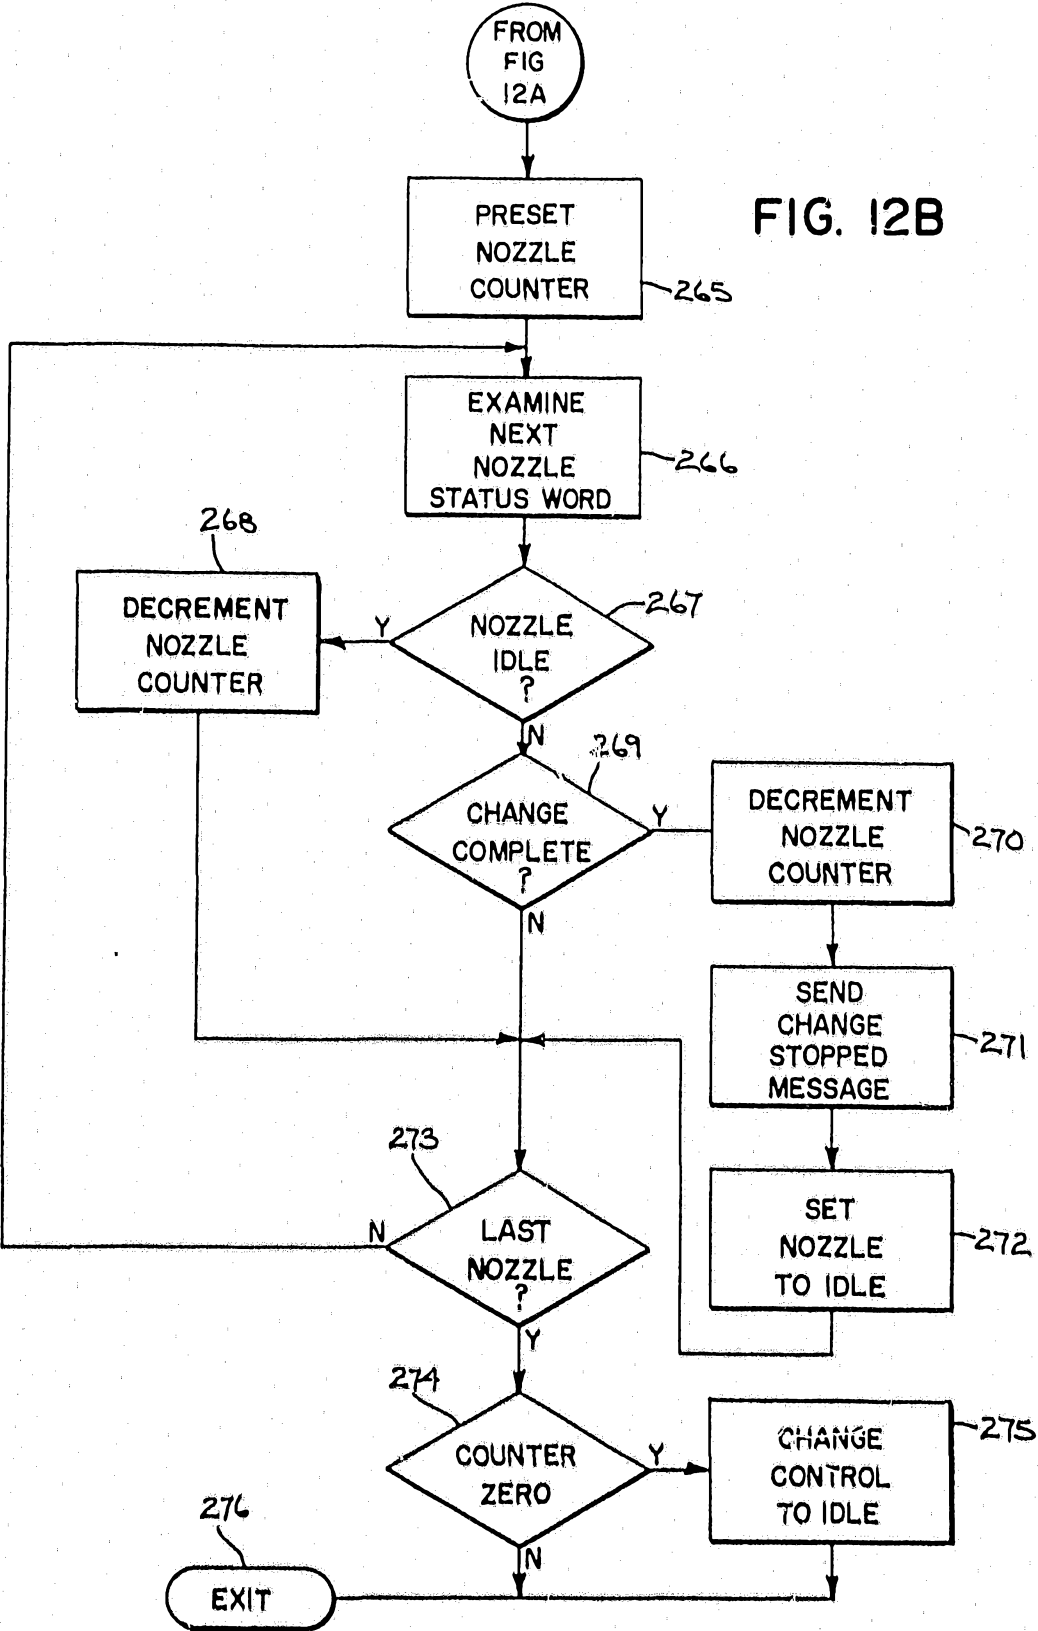 FROM
FIG
12A
FIG. 12B
PRESET
NOZZLE
COUNTER
265
EXAMINE
NEXT
NOZZLE
STATUS WORD
266
268
DECREMENT
NOZZLE
COUNTER
Y
NOZZLE
IDLE
?
267
N
269
CHANGE
COMPLETE
?
Y
N
DECREMENT
NOZZLE
COUNTER
270
SEND
CHANGE
STOPPED
MESSAGE
271
SET
NOZZLE
TO IDLE
272
273
N
LAST
NOZZLE
?
Y
274
COUNTER
ZERO
Y
N
CHANGE
CONTROL
TO IDLE
275
276
EXIT